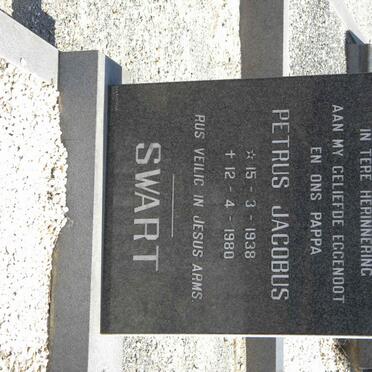 IN TERE HERINNERING
AAN MY GELIEFDE EGGENOOT
EN ONS PAPPA
PETRUS JACOBUS
☆ 15 - 3 - 1938
✝ 12 - 4 - 1980
RUS VEILIG IN JESUS ARMS.
SWART